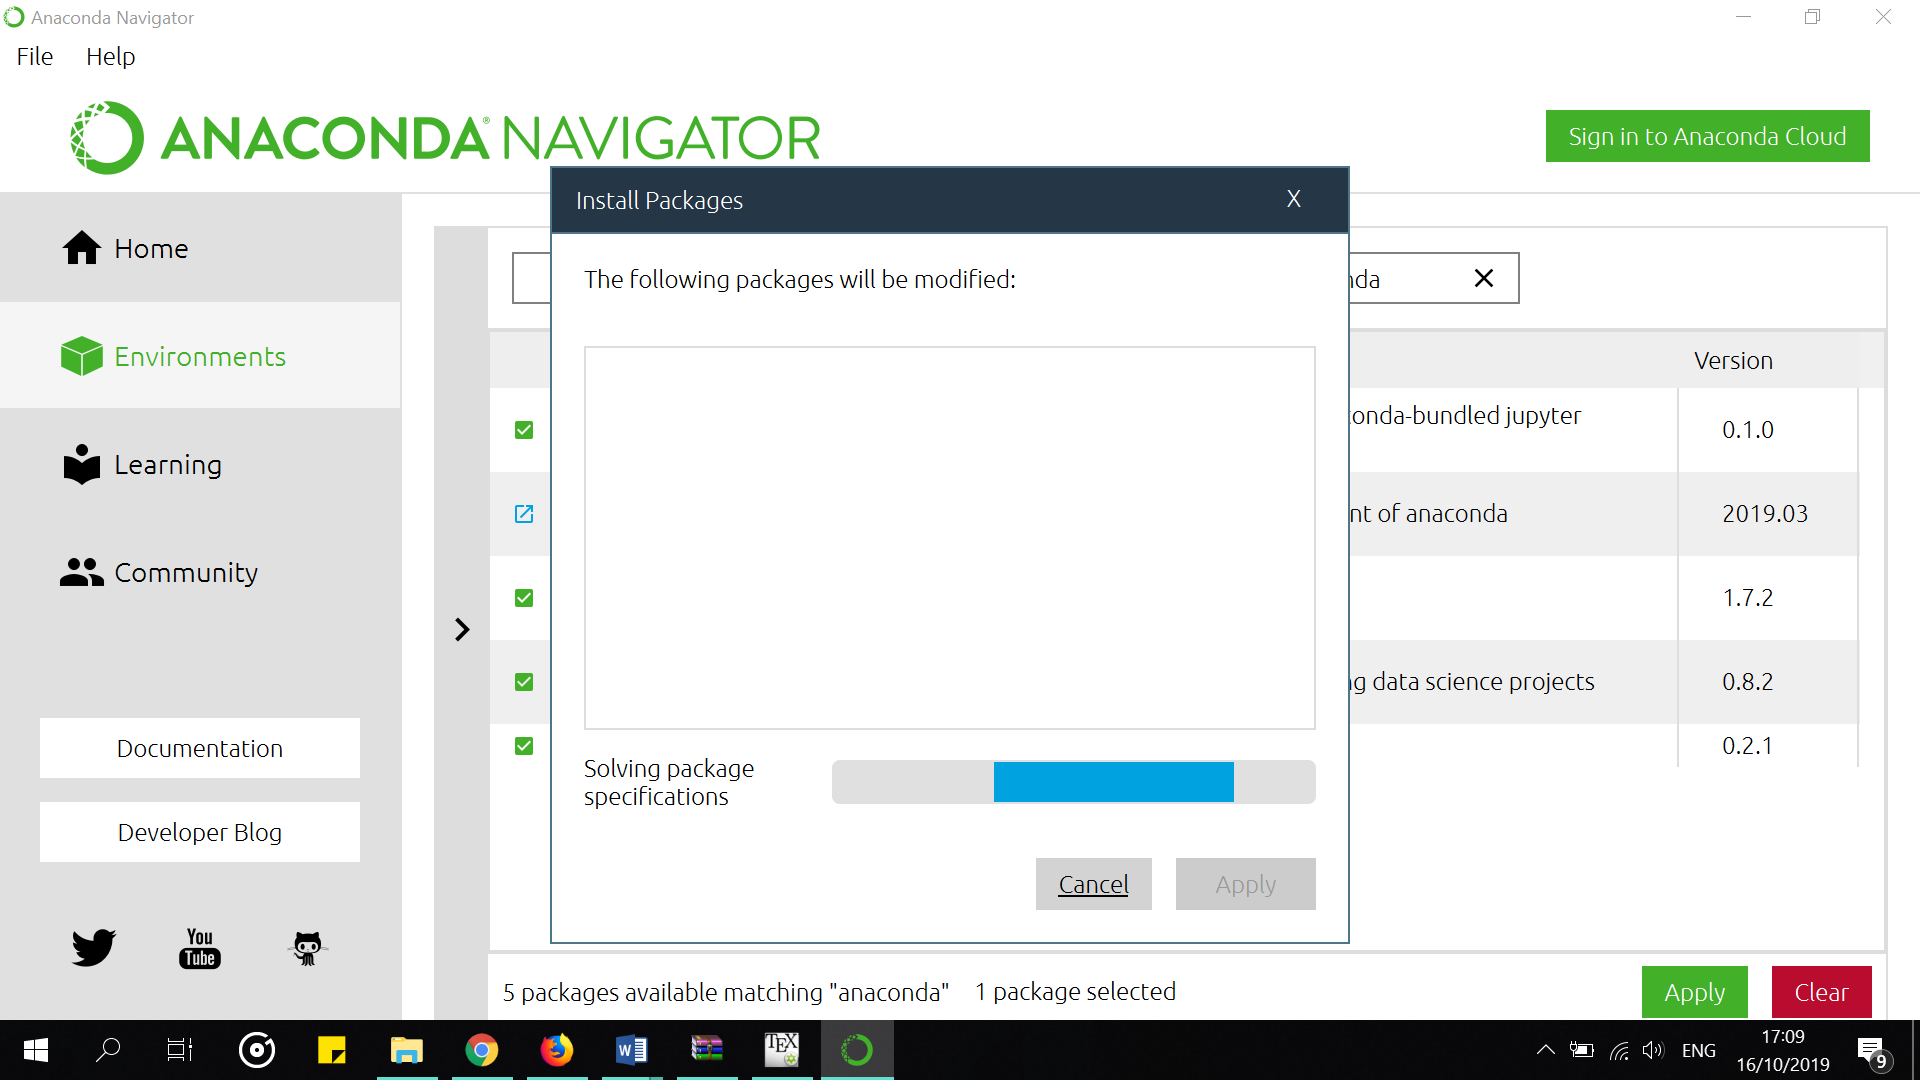 Anaconda Navigator
File Help
ANACONDA® NAVIGATOR
Sign in to Anaconda Cloud
Home
Environments
Learning
Community
Documentation
Developer Blog
You
Tube
Install Packages X
The following packages will be modified:
Solving package
specifications
Cancel Apply
nda
Version
onda-bundled jupyter 0.1.0
nt of anaconda 2019.03
1.7.2
g data science projects 0.8.2
0.2.1
5 packages available matching "anaconda" 1 package selected
Apply Clear
W
TEX
ENG
17:09
16/10/2019
9